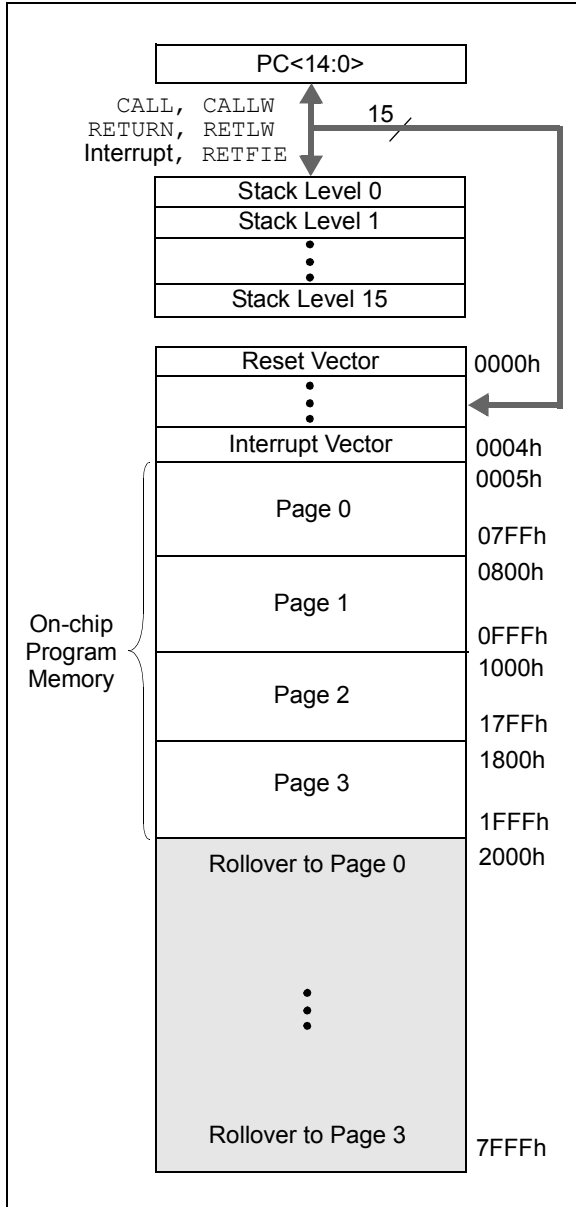 PC<14:0>
CALL, CALLW
RETURN, RETLW
Interrupt, RETFIE
15
Stack Level 0
Stack Level 1
Stack Level 15
Reset Vector
0000h
Interrupt Vector
0004h
0005h
Page 0
07FFh
0800h
Page 1
0FFFh
On-chip
Program
Memory
1000h
Page 2
17FFh
1800h
Page 3
1FFFh
2000h
Rollover to Page 0
Rollover to Page 3
7FFFh